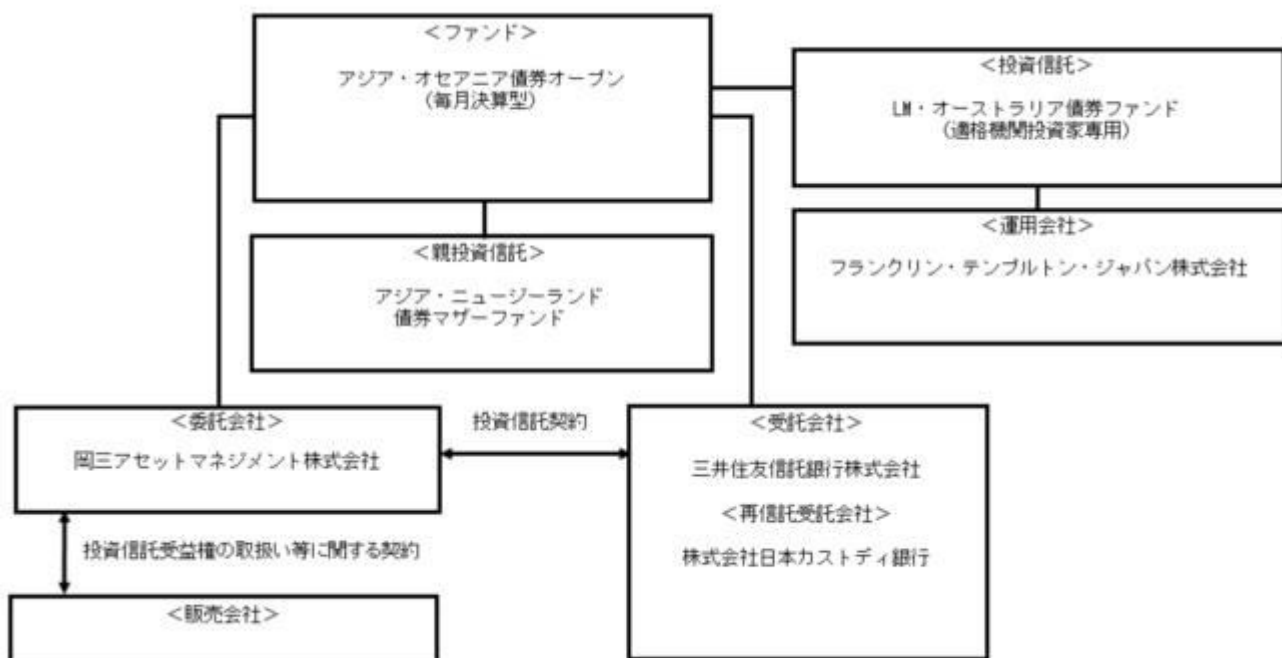 ＜ファンド＞
アジア・オセアニア債券オープン
（毎月決算型）
＜投資信託＞
LM・オーストラリア債券ファンド
（適格機関投資家専用）
＜運用会社＞
フランクリン・テンプルトン・ジャパン株式会社
＜親投資信託＞
アジア・ニュージーランド
債券マザーファンド
＜委託会社＞
岡三アセットマネジメント株式会社
投資信託契約
＜受託会社＞
三井住友信託銀行株式会社
＜再信託受託会社＞
株式会社日本カストディ銀行
投資信託受益権の取扱い等に関する契約
＜販売会社＞